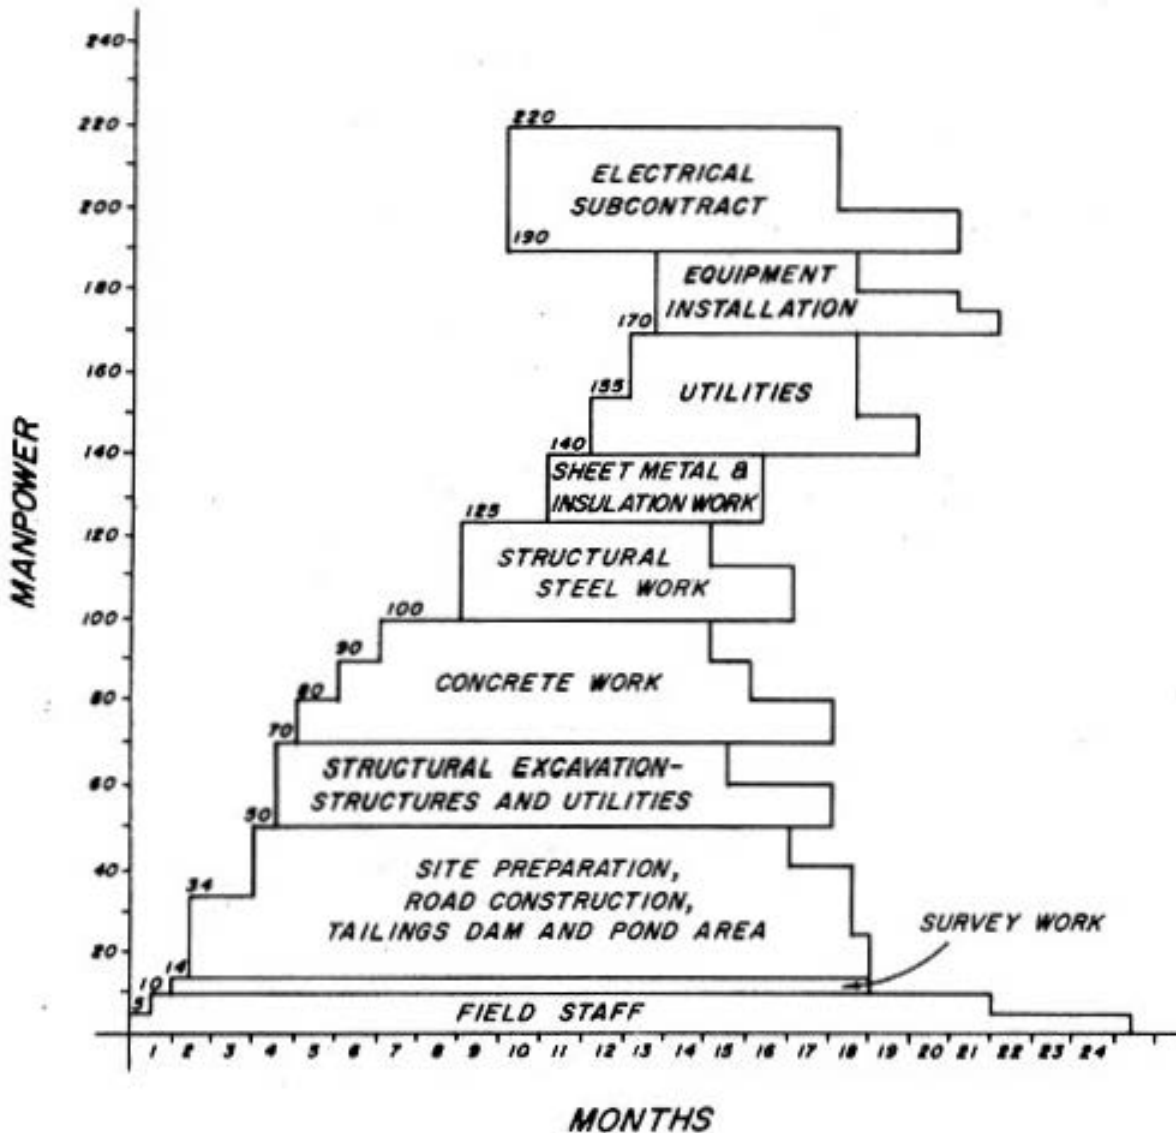 240
220
200
180
160
140
120
100
80
60
40
20
MANPOWER
220
ELECTRICAL
SUBCONTRACT
190
EQUIPMENT
INSTALLATION
170
UTILITIES
155
140
SHEET METAL &
INSULATION WORK
125
STRUCTURAL
STEEL WORK
100
90
CONCRETE WORK
80
70
STRUCTURAL EXCAVATION-
STRUCTURES AND UTILITIES
50
SITE PREPARATION,
ROAD CONSTRUCTION,
TAILINGS DAM AND POND AREA
34
SURVEY WORK
14
10
5
FIELD STAFF
1 2 3 4 5 6 7 8 9 10 11 12 13 14 15 16 17 18 19 20 21 22 23 24
MONTHS